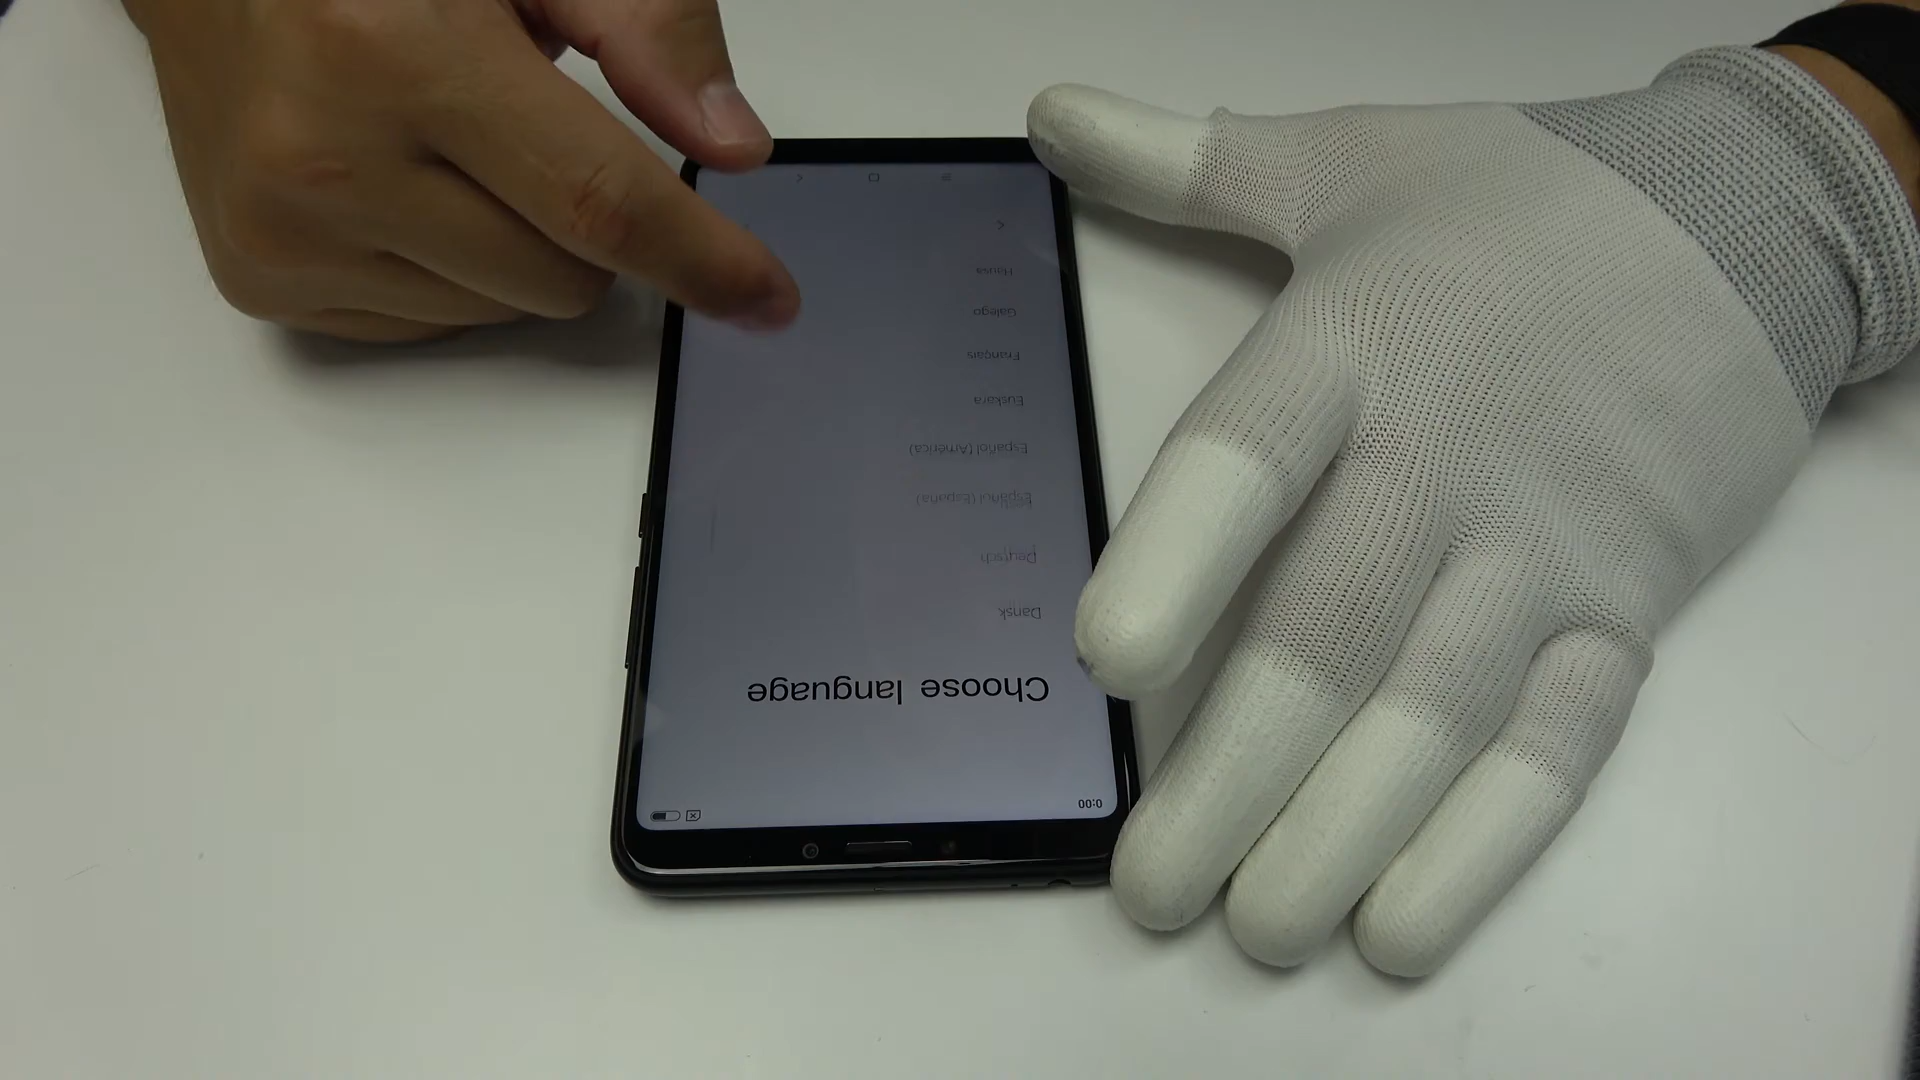 0:00
Choose language
Dansk
Deutsch
Español (España)
Español (América)
Euskara
Français
Galego
Hausa